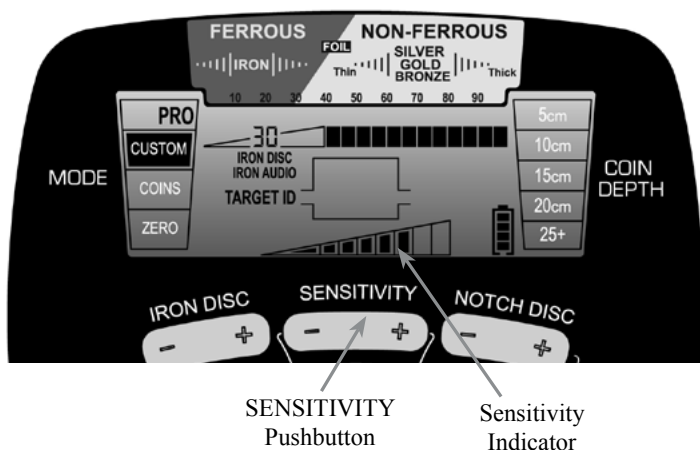 FERROUS
NON-FERROUS
FOIL
IRON
SILVER
GOLD
BRONZE
Thin
Thick
10 20 30 40 50 60 70 80 90
PRO
CUSTOM
COINS
ZERO
MODE
30
IRON DISC
IRON AUDIO
TARGET ID
5cm
10cm
15cm
20cm
25+
COIN
DEPTH
IRON DISC
- +
SENSITIVITY
- +
NOTCH DISC
- +
SENSITIVITY
Pushbutton
Sensitivity
Indicator